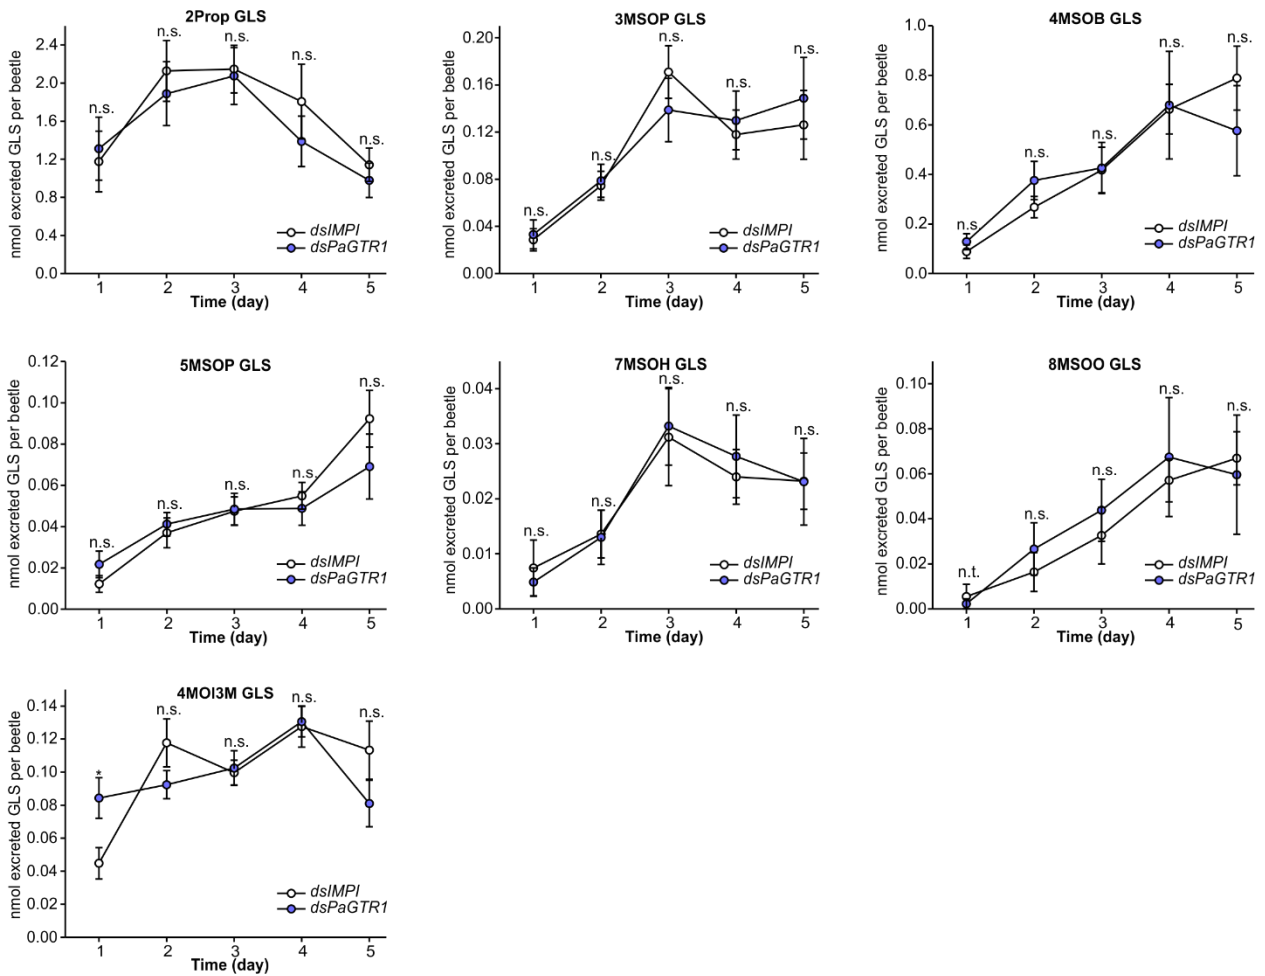 2Prop GLS
nmol excreted GLS per beetle
2.4
2.0
1.6
1.2
0.8
0.4
0.0
n.s.
n.s.
n.s.
n.s.
n.s.
dsIMPI
dsPaGTR1
1 2 3 4 5
Time (day)
3MSOP GLS
nmol excreted GLS per beetle
0.20
0.16
0.12
0.08
0.04
0.00
n.s.
n.s.
n.s.
n.s.
n.s.
dsIMPI
dsPaGTR1
1 2 3 4 5
Time (day)
4MSOB GLS
nmol excreted GLS per beetle
1.0
0.8
0.6
0.4
0.2
0.0
n.s
n.s.
n.s.
n.s.
n.s.
dsIMPI
dsPaGTR1
1 2 3 4 5
Time (day)
5MSOP GLS
nmol excreted GLS per beetle
0.12
0.10
0.08
0.06
0.04
0.02
0.00
n.s.
n.s.
n.s.
n.s.
n.s.
dsIMPI
dsPaGTR1
1 2 3 4 5
Time (day)
7MSOH GLS
nmol excreted GLS per beetle
0.04
0.03
0.02
0.01
0.00
n.s.
n.s.
n.s.
n.s.
n.s.
dsIMPI
dsPaGTR1
1 2 3 4 5
Time (day)
8MSOO GLS
nmol excreted GLS per beetle
0.10
0.08
0.06
0.04
0.02
0.00
n.t.
n.s.
n.s.
n.s.
n.s.
dsIMPI
dsPaGTR1
1 2 3 4 5
Time (day)
4MOI3M GLS
nmol excreted GLS per beetle
0.14
0.12
0.10
0.08
0.06
0.04
0.02
0.00
*
n.s.
n.s.
n.s.
n.s.
dsIMPI
dsPaGTR1
1 2 3 4 5
Time (day)